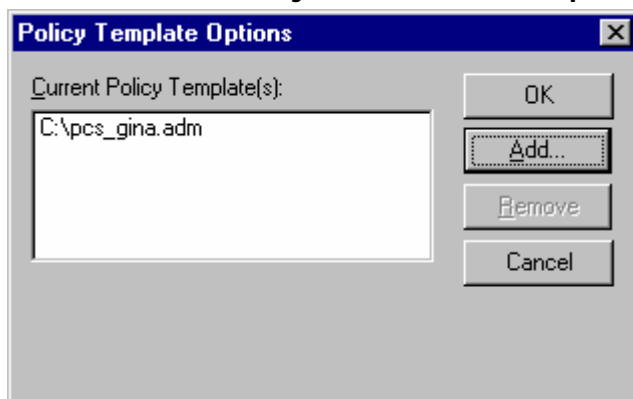 Policy Template Options
Current Policy Template(s):
C:\pcs_gina.adm
OK
Add...
Remove
Cancel